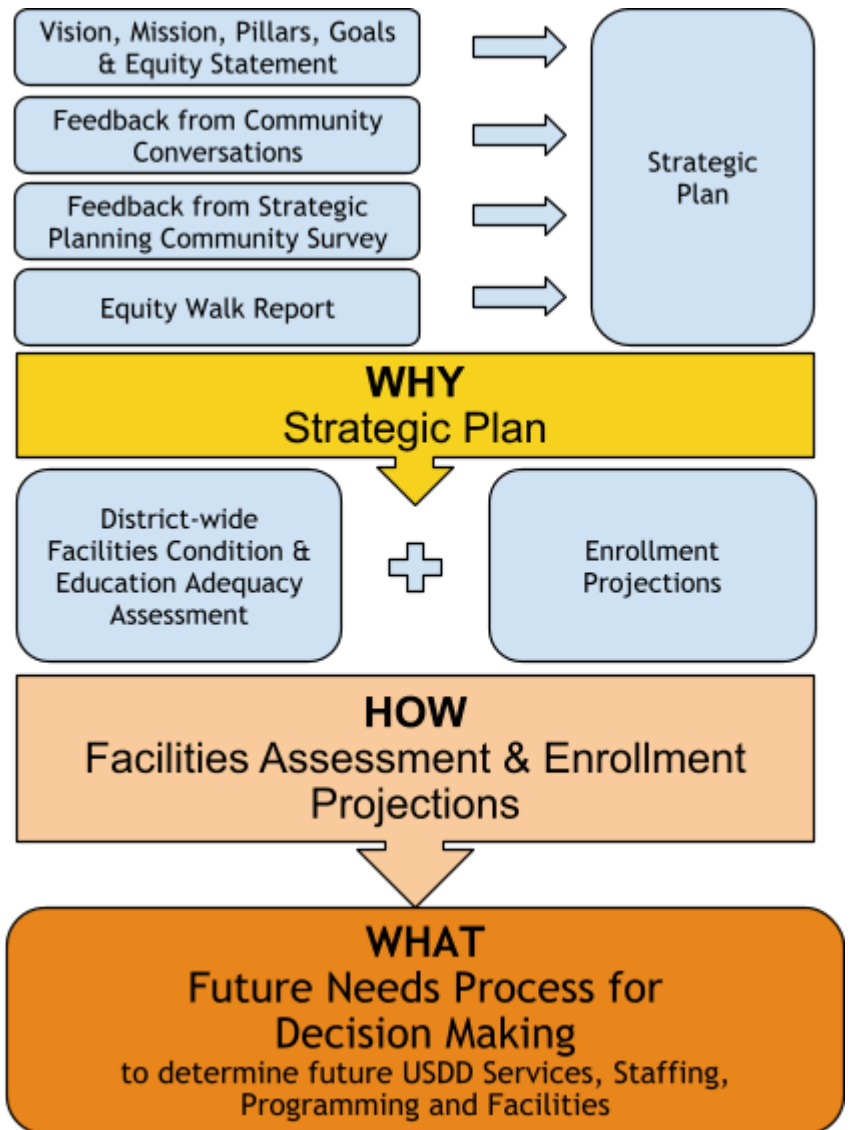 Vision, Mission, Pillars, Goals
& Equity Statement
Feedback from Community
Conversations
Feedback from Strategic
Planning Community Survey
Equity Walk Report
Strategic
Plan
WHY
Strategic Plan
District-wide
Facilities Condition &
Education Adequacy
Assessment
Enrollment
Projections
HOW
Facilities Assessment & Enrollment
Projections
WHAT
Future Needs Process for
Decision Making
to determine future USDD Services, Staffing,
Programming and Facilities